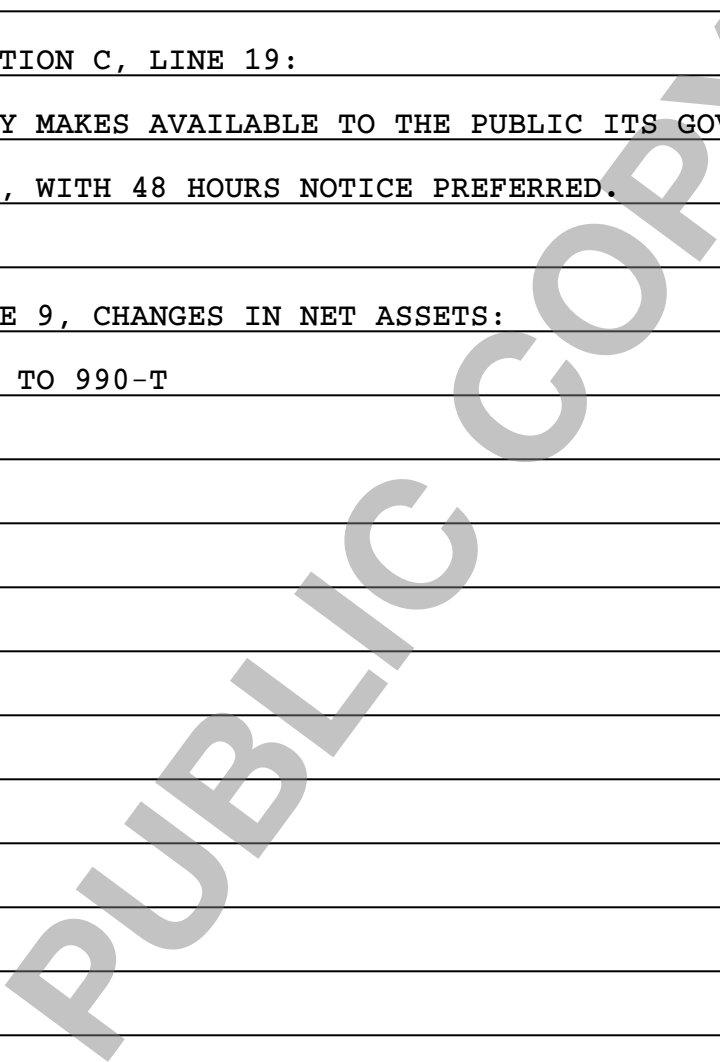 TION C, LINE 19:
Y MAKES AVAILABLE TO THE PUBLIC ITS GOV
, WITH 48 HOURS NOTICE PREFERRED.
E 9, CHANGES IN NET ASSETS:
TO 990-T
PUBLIC COPY